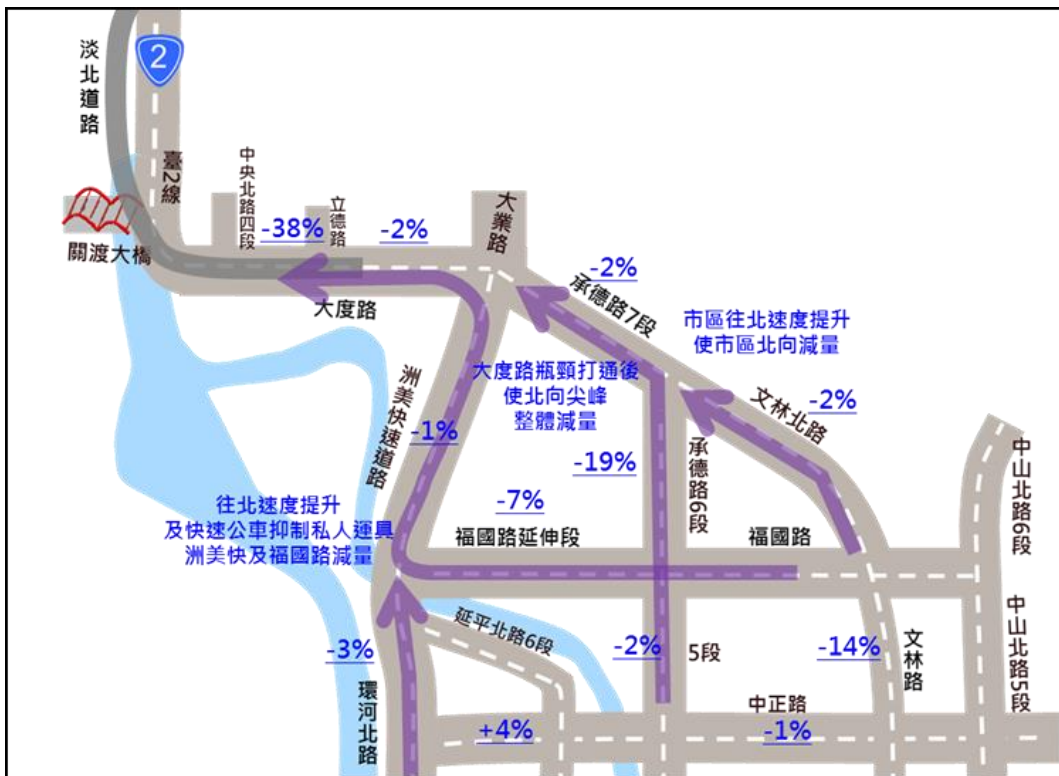 2
淡北道路
臺2線
中央北路四段
立德路
大業路
-38%
-2%
關渡大橋
大度路
-2%
承德路7段
市區往北速度提升
使市區北向減量
大度路瓶頸打通後
使北向尖峰
整體減量
洲美快速道路
-1%
文林北路
-2%
-19%
承德路6段
中山北路6段
往北速度提升
及快速公車抑制私人運具
洲美快及福國路減量
-7%
福國路延伸段
福國路
延平北路6段
-3%
環河北路
-2%
5段
-14%
文林路
中山北路5段
中正路
+4%
-1%